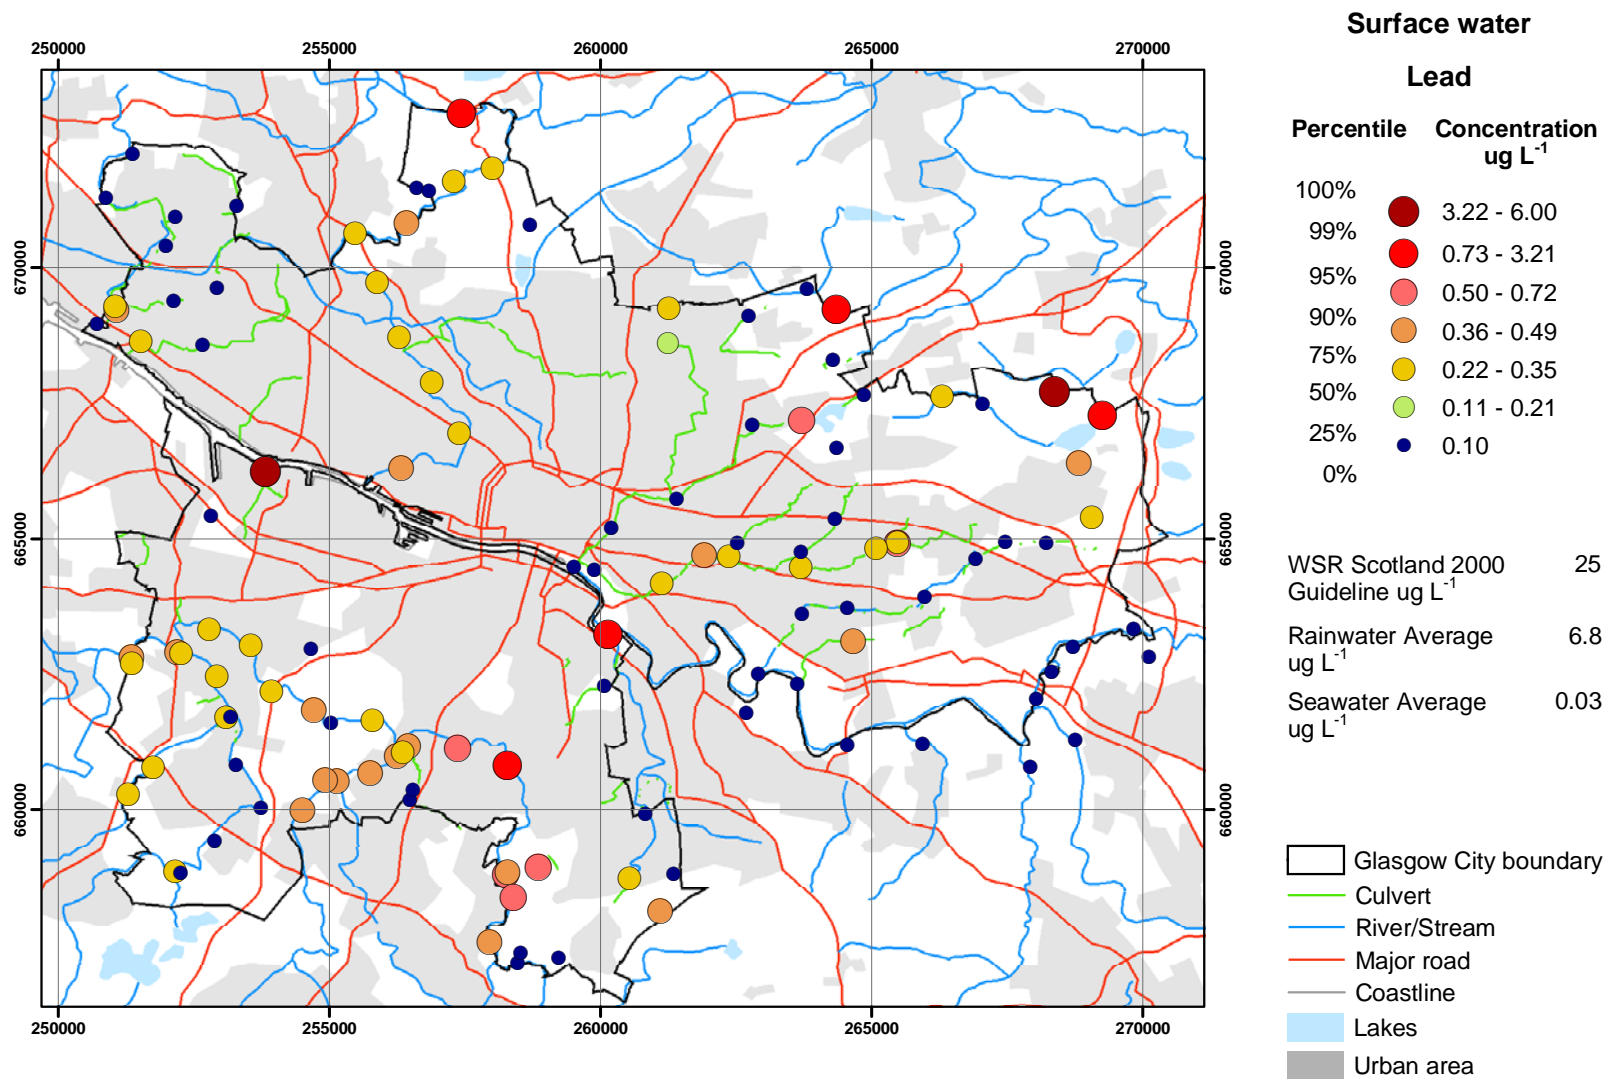 250000 255000 260000 265000 270000
Surface water
Lead
Percentile Concentration
ug L-1
100%
3.22 - 6.00
99%
0.73 - 3.21
95%
0.50 - 0.72
90%
0.36 - 0.49
75%
0.22 - 0.35
50%
0.11 - 0.21
25%
0.10
0%
670000 670000
665000 665000
660000 660000
WSR Scotland 2000 25
Guideline ug L-1
Rainwater Average 6.8
ug L-1
Seawater Average 0.03
ug L-1
Glasgow City boundary
Culvert
River/Stream
Major road
Coastline
Lakes
Urban area
250000 255000 260000 265000 270000